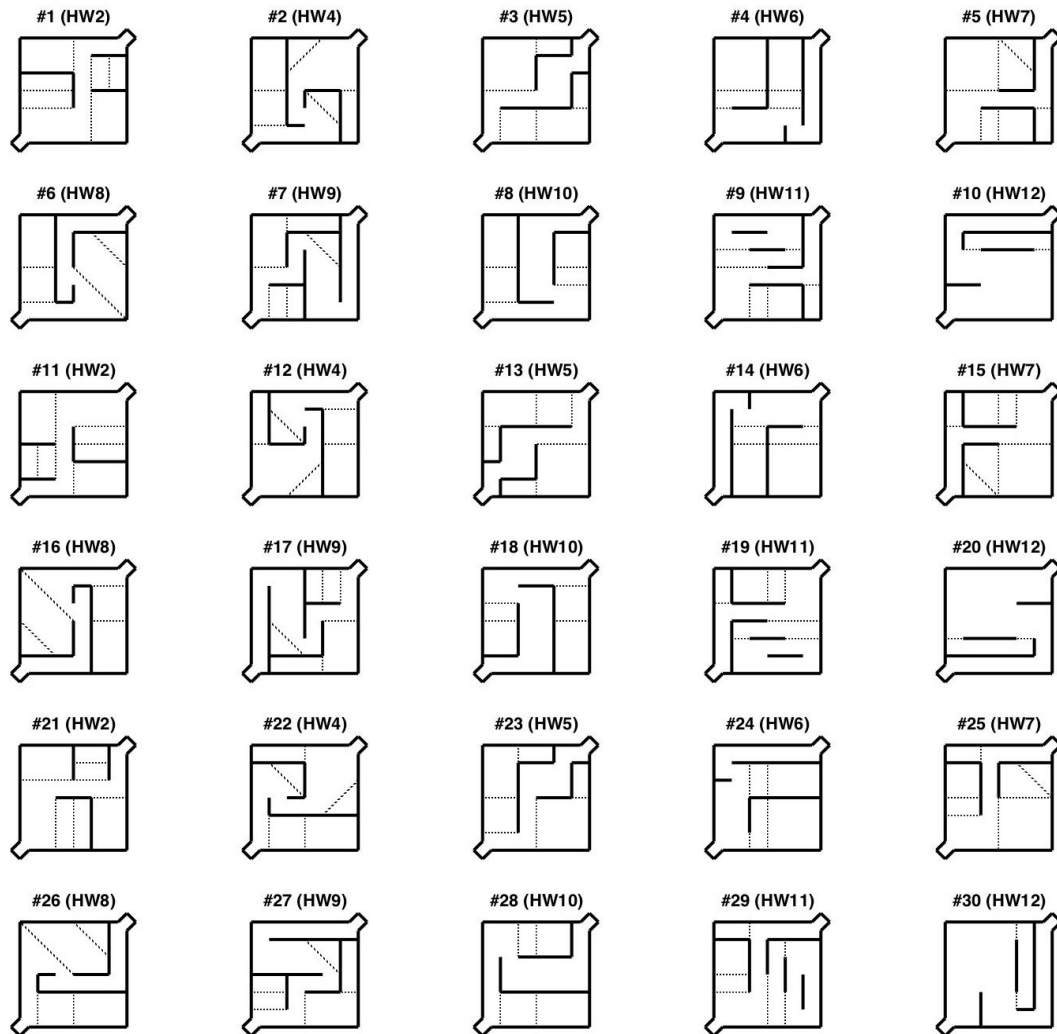 #1 (HW2) #2 (HW4) #3 (HW5) #4 (HW6) #5 (HW7)
#6 (HW8) #7 (HW9) #8 (HW10) #9 (HW11) #10 (HW12)
#11 (HW2) #12 (HW4) #13 (HW5) #14 (HW6) #15 (HW7)
#16 (HW8) #17 (HW9) #18 (HW10) #19 (HW11) #20 (HW12)
#21 (HW2) #22 (HW4) #23 (HW5) #24 (HW6) #25 (HW7)
#26 (HW8) #27 (HW9) #28 (HW10) #29 (HW11) #30 (HW12)